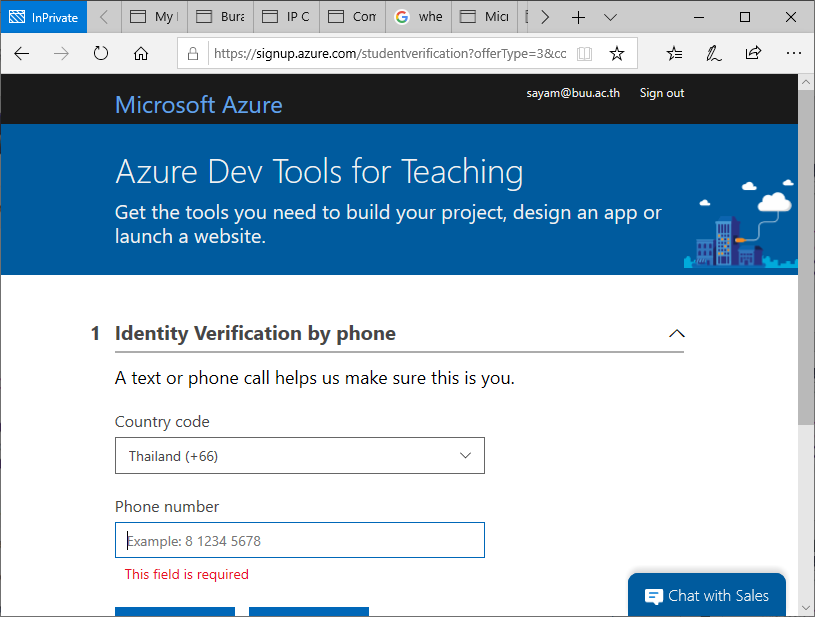 InPrivate
My
Bura
IP C
Com
whe
Micr
https://signup.azure.com/studentverification?offerType=3&cc
Microsoft Azure
sayam@buu.ac.th Sign out
Azure Dev Tools for Teaching
Get the tools you need to build your project, design an app or
launch a website.
1 Identity Verification by phone
A text or phone call helps us make sure this is you.
Country code
Thailand (+66)
Phone number
Example: 8 1234 5678
This field is required
Chat with Sales